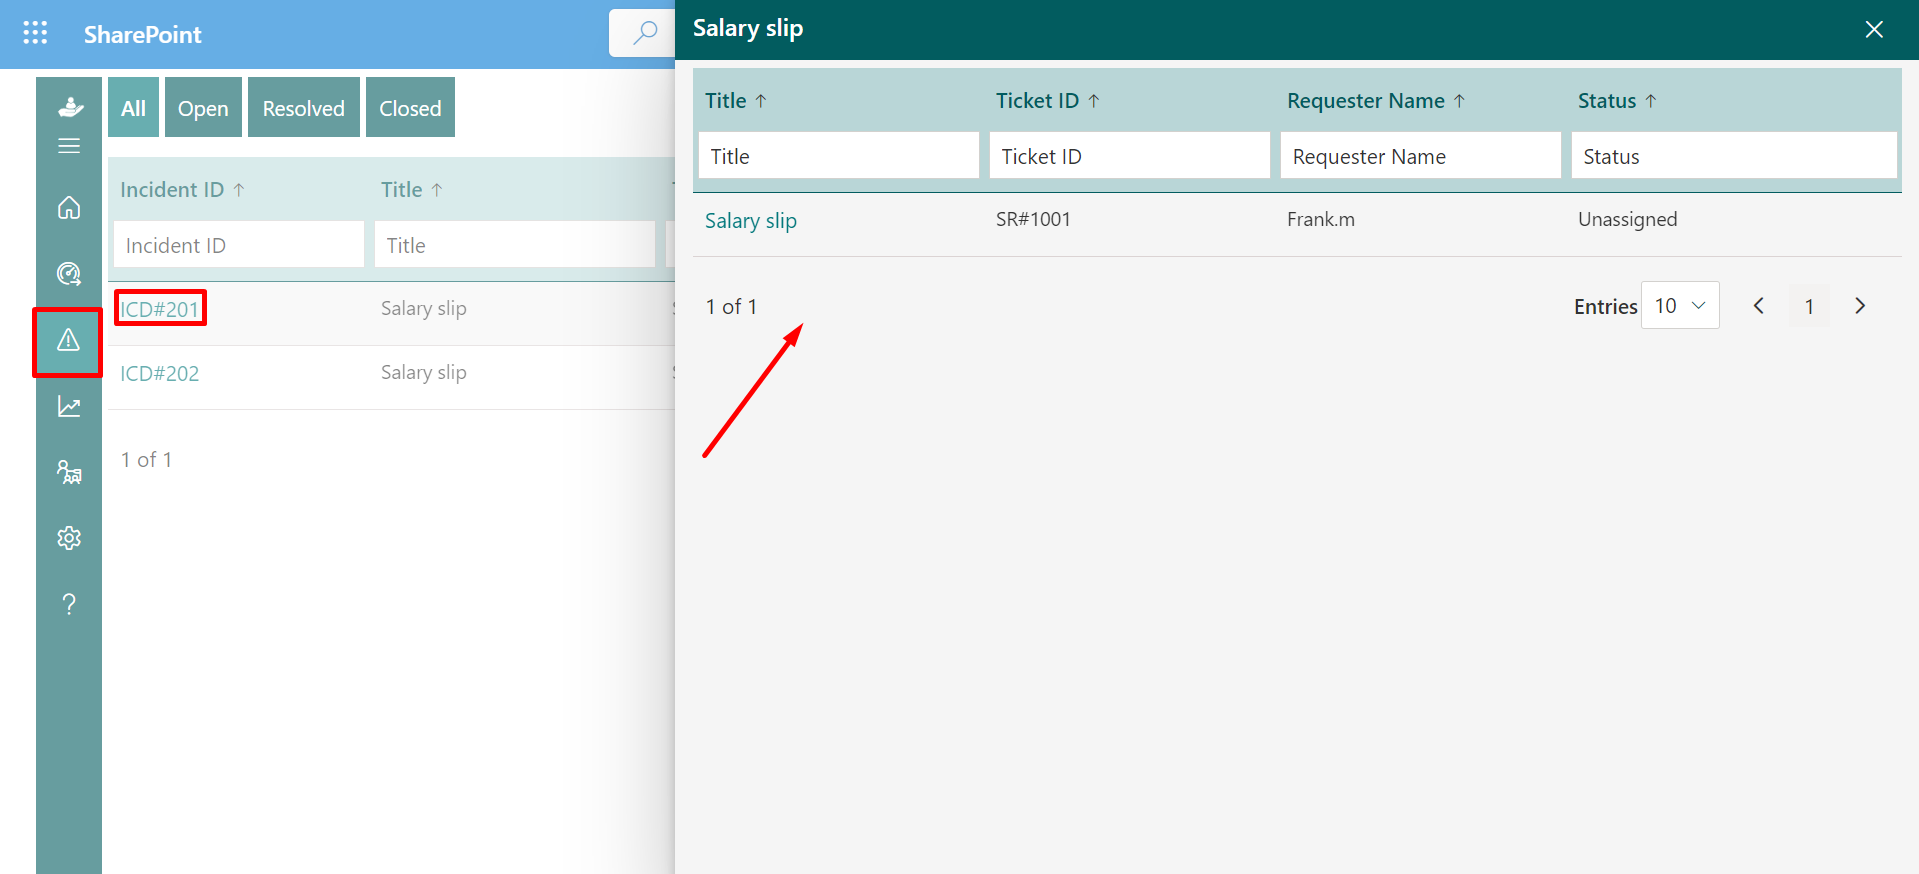 SharePoint
All Open Resolved Closed
Incident ID ↑ Title ↑
Incident ID Title
ICD#201 Salary slip
ICD#202 Salary slip
1 of 1
Salary slip
Title ↑ Ticket ID ↑ Requester Name ↑ Status ↑
Title Ticket ID Requester Name Status
Salary slip SR#1001 Frank.m Unassigned
1 of 1 Entries 10 1